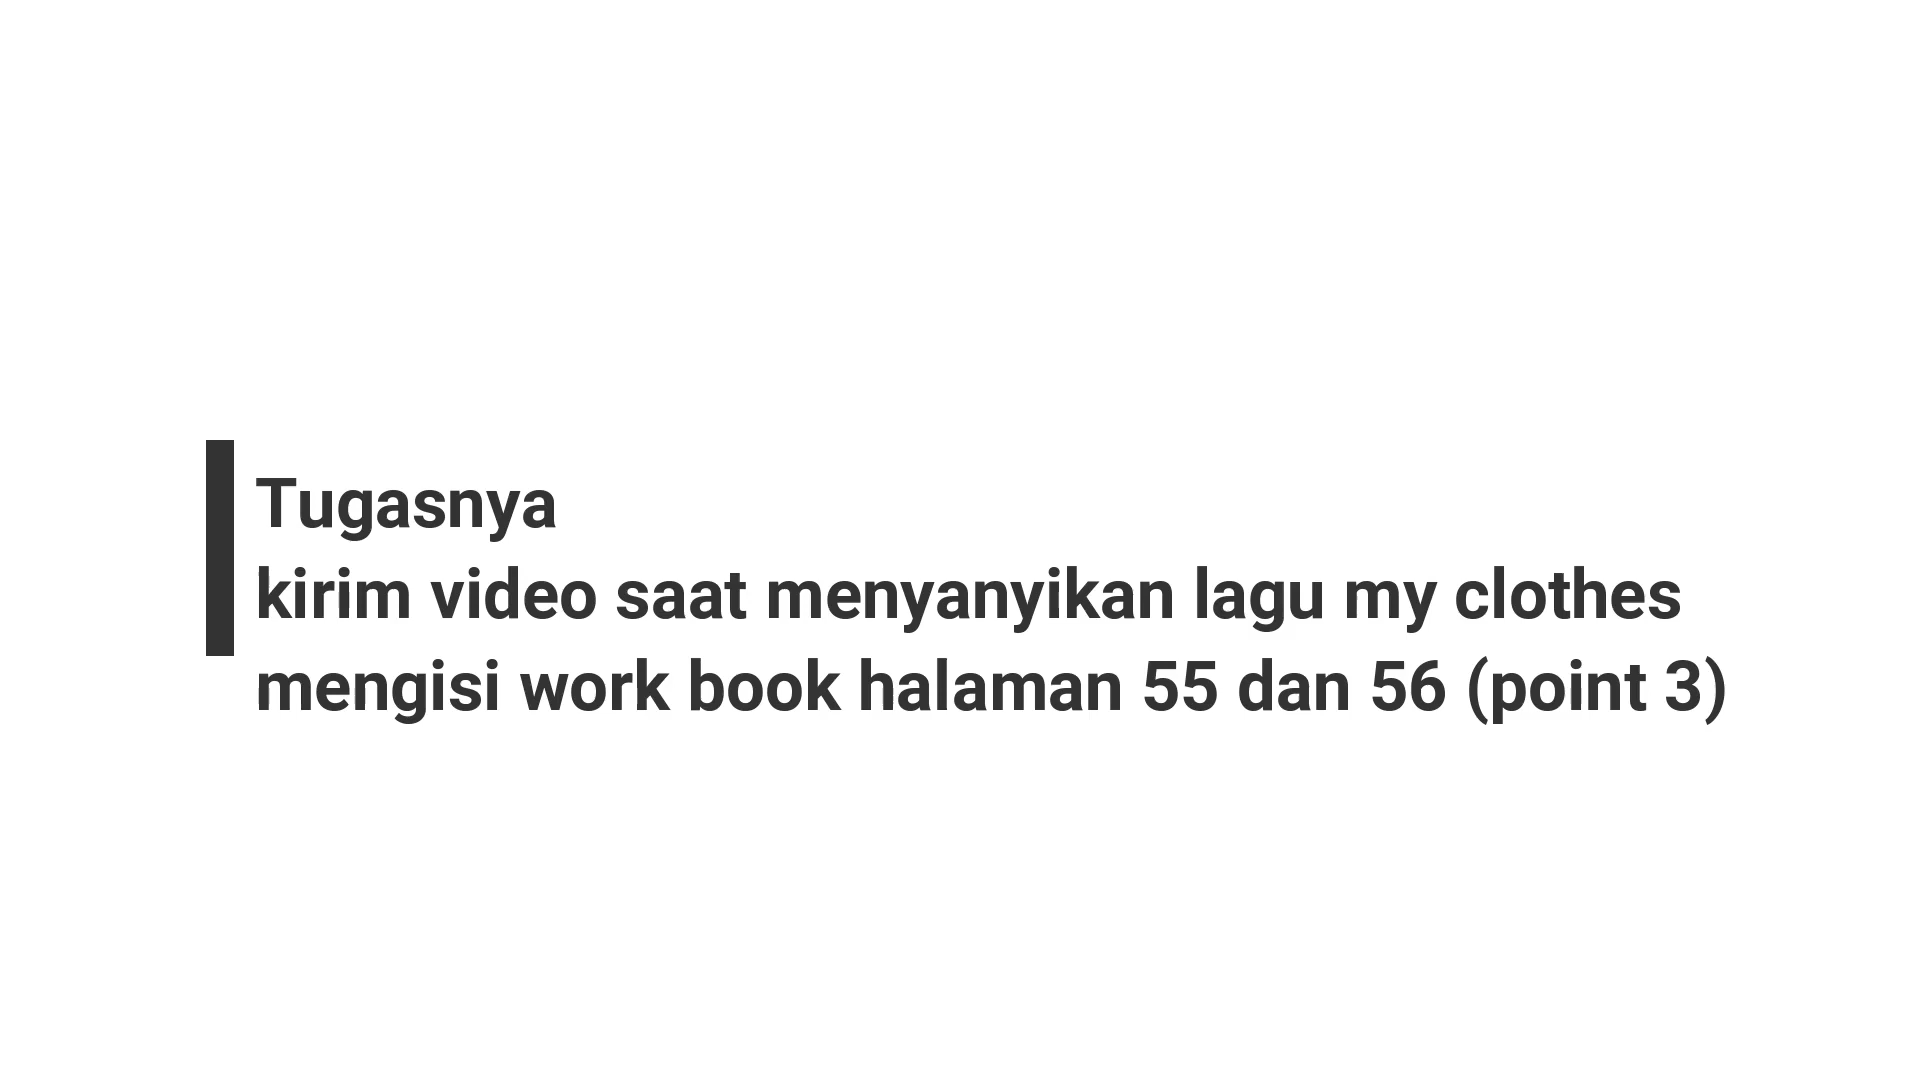 Tugasnya
kirim video saat menyanyikan lagu my clothes
mengisi work book halaman 55 dan 56 (point 3)